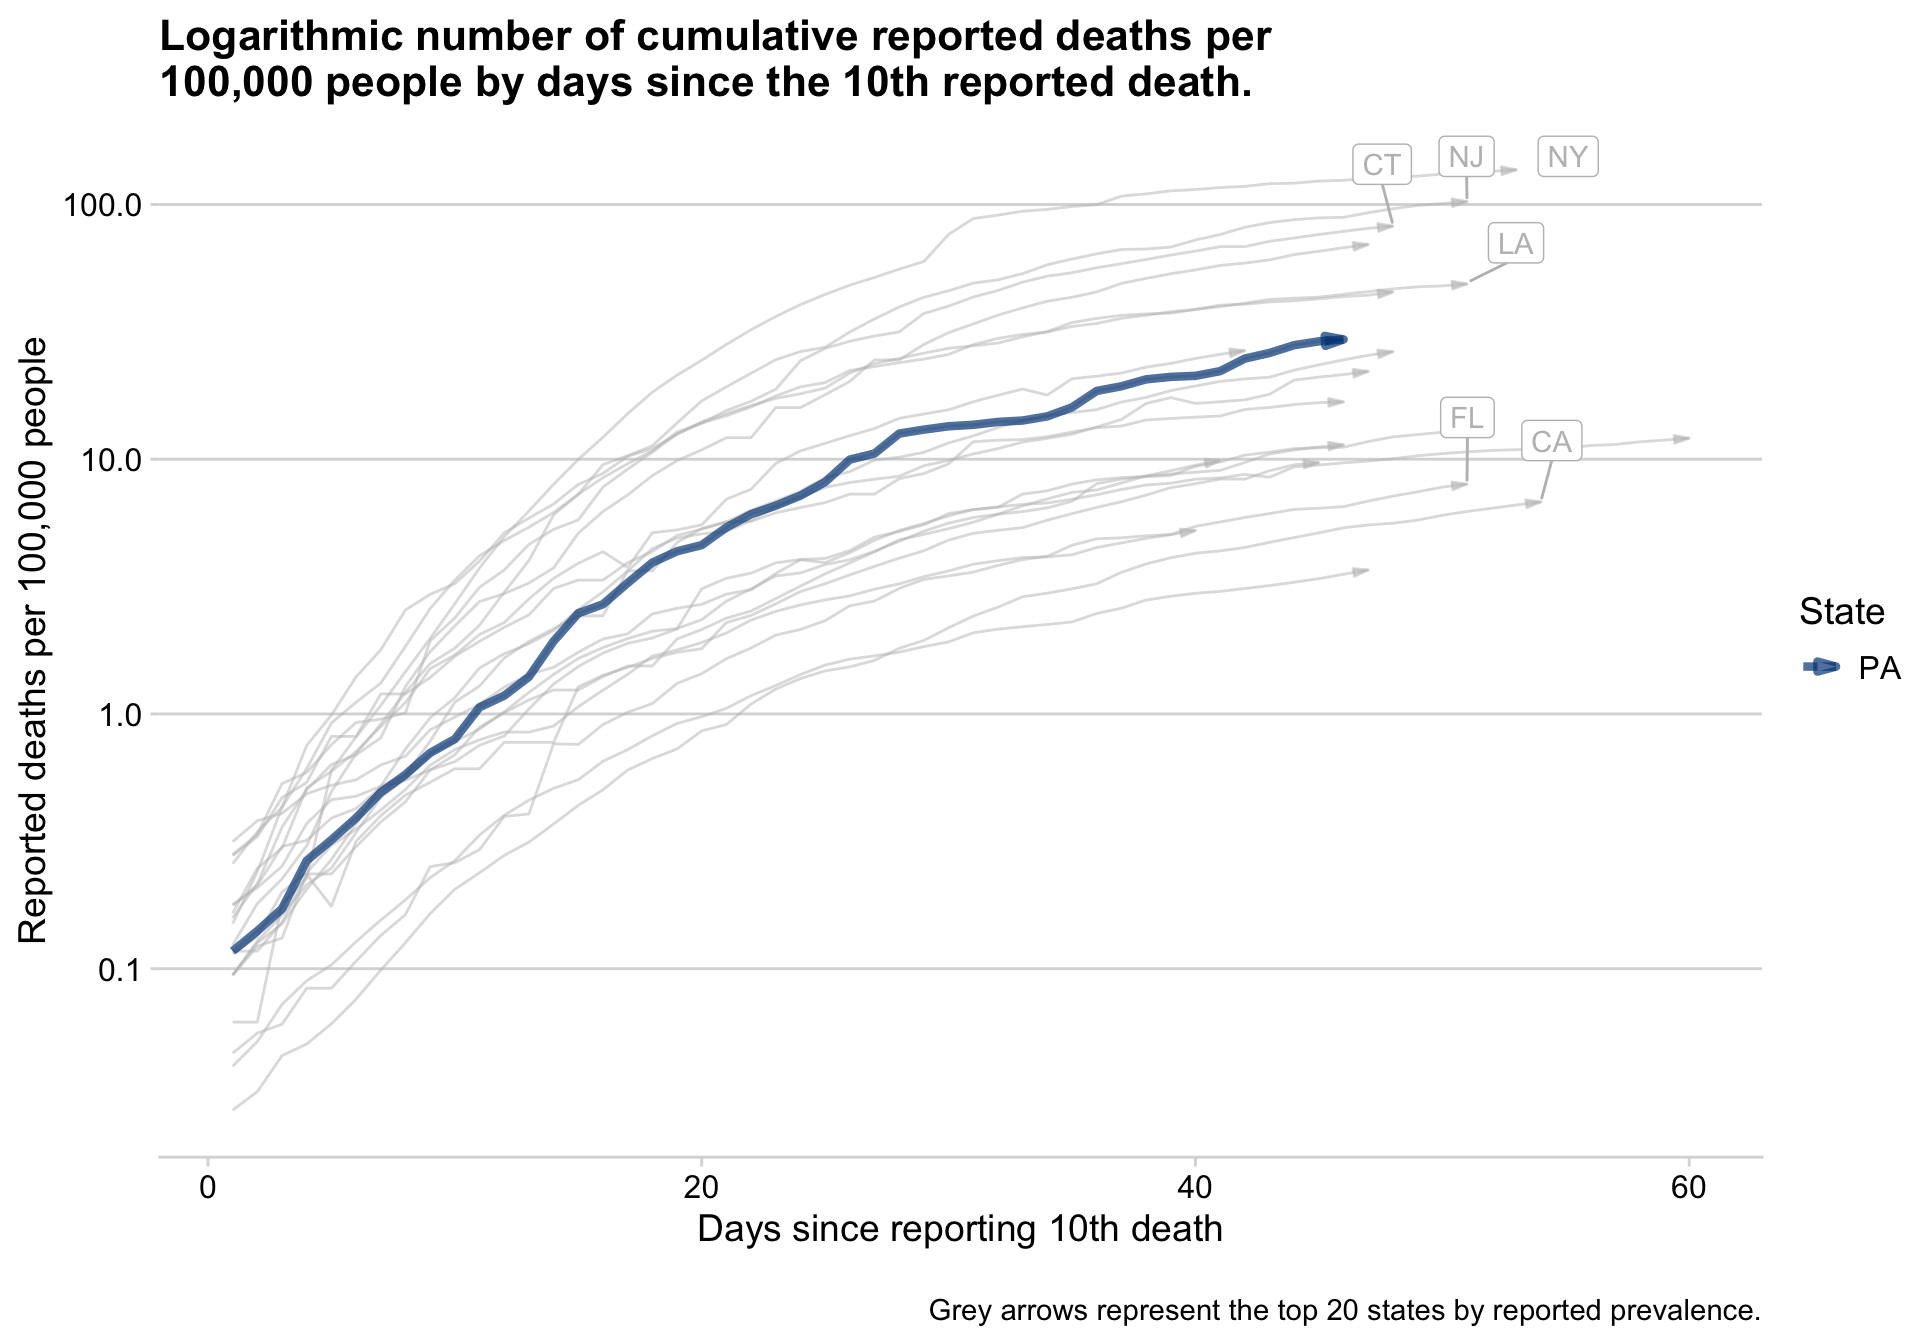 Logarithmic number of cumulative reported deaths per
100,000 people by days since the 10th reported death.
CT
NJ
NY
100.0
LA
Reported deaths per 100,000 people
FL
CA
10.0
State
PA
1.0
0.1
0
20
40
60
Days since reporting 10th death
Grey arrows represent the top 20 states by reported prevalence.